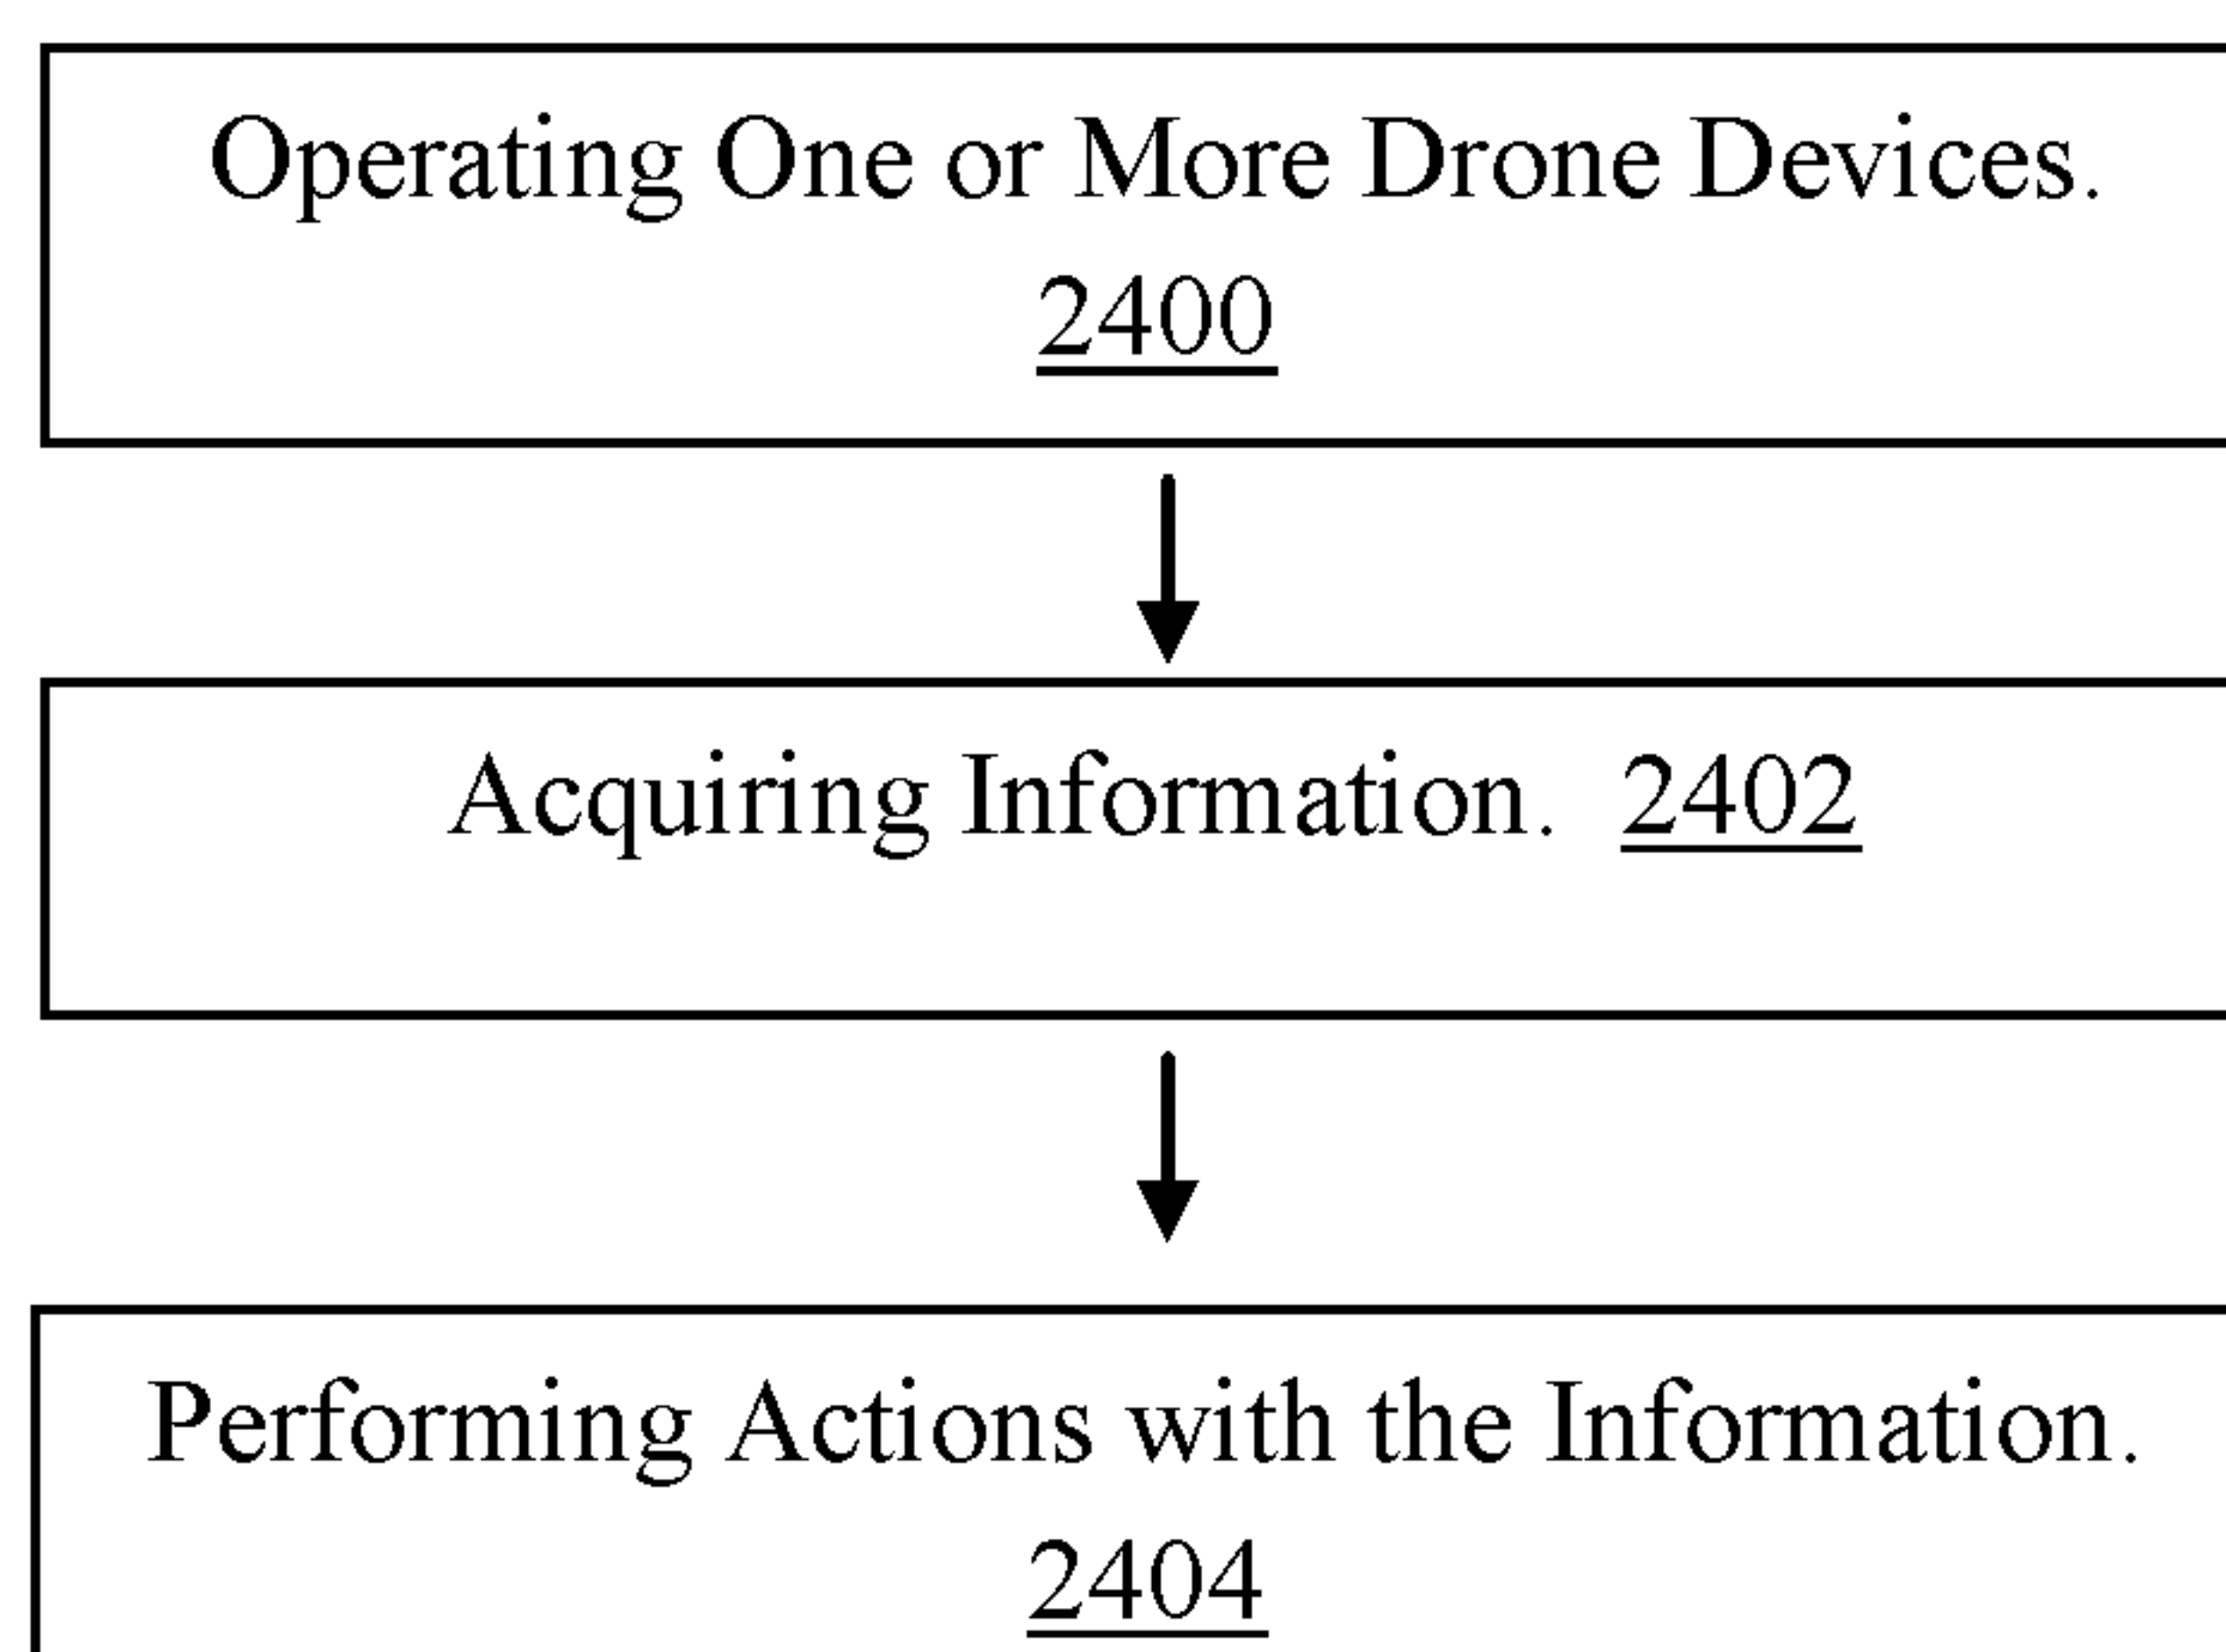 Operating One or More Drone Devices.
2400
Acquiring Information. 2402
Performing Actions with the Information.
2404